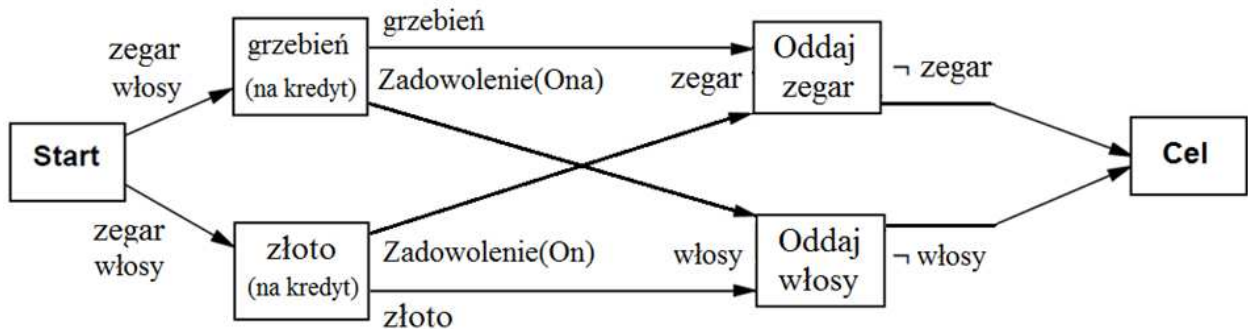 zegar
włosy
grzebień
(na kredyt)
grzebień
Zadowolenie(Ona)
zegar
Oddaj
zegar
¬ zegar
Start
Cel
zegar
włosy
złoto
(na kredyt)
Zadowolenie(On)
złoto
włosy
Oddaj
włosy
¬ włosy